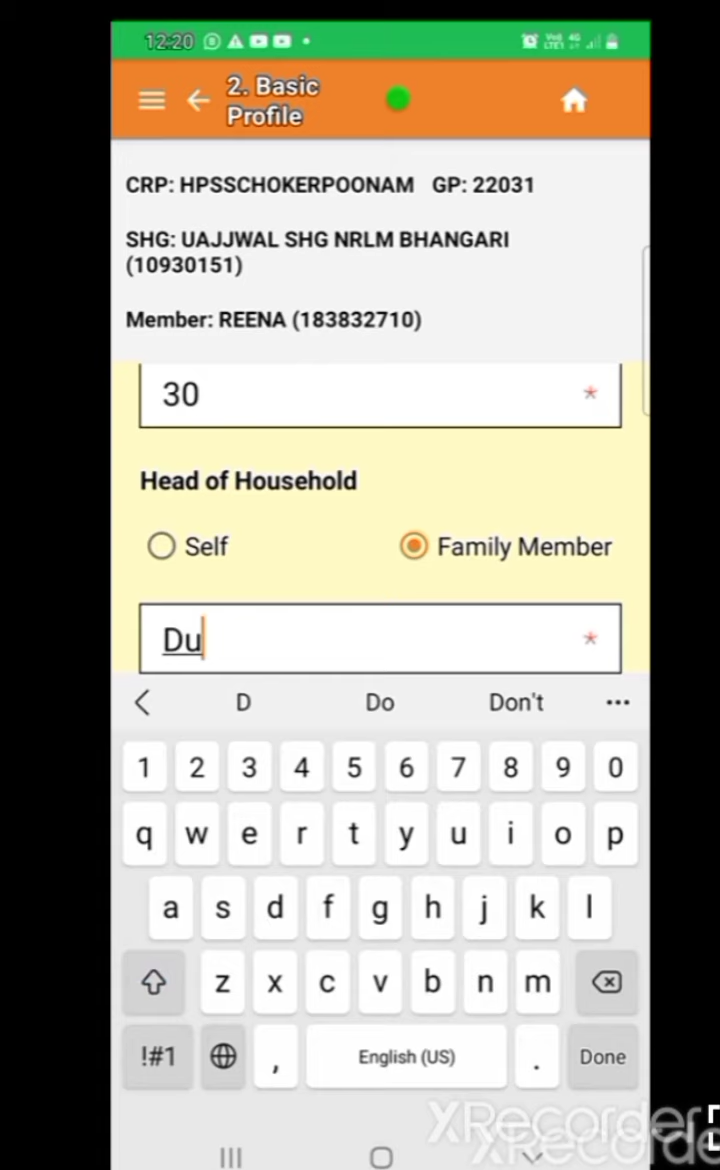 12:20
2. Basic
Profile
CRP: HPSSCHOKERPOONAM GP: 22031
SHG: UAJJWAL SHG NRLM BHANGARI
(10930151)
Member: REENA (183832710)
30 *
Head of Household
Self Family Member
Du *
D Do Don't
1 2 3 4 5 6 7 8 9 0
q w e r t y u i o p
a s d f g h j k l
z x c v b n m
!#1 , English (US) . Done
XRecorder
XRecorder